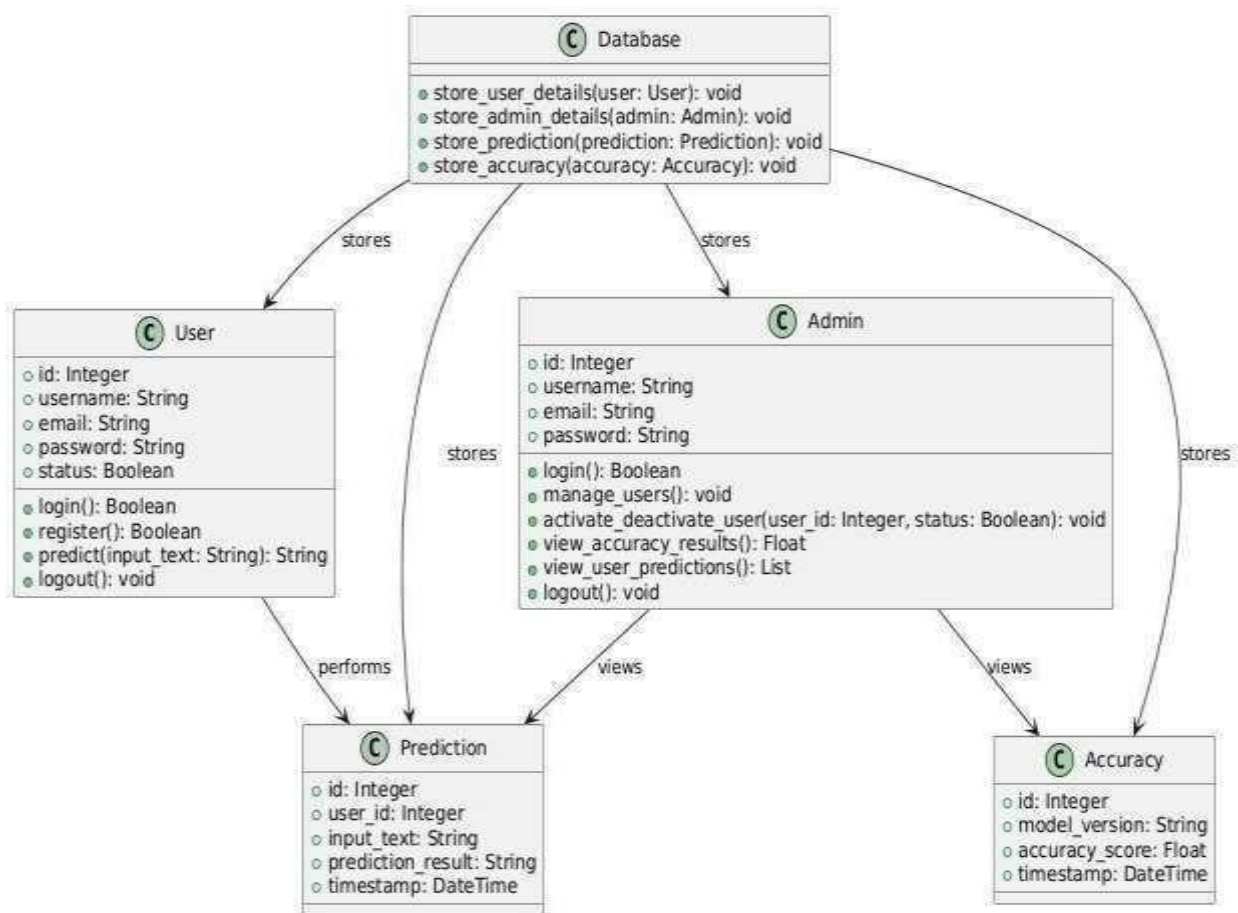 C Database
store_user_details(user: User): void
store_admin_details(admin: Admin): void
store_prediction(prediction: Prediction): void
store_accuracy(accuracy: Accuracy): void
stores
stores
C User
id: Integer
username: String
email: String
password: String
status: Boolean
login(): Boolean
register(): Boolean
predict(input_text: String): String
logout(): void
stores
C Admin
id: Integer
username: String
email: String
password: String
login(): Boolean
manage_users(): void
activate_deactivate_user(user_id: Integer, status: Boolean): void
view_accuracy_results(): Float
view_user_predictions(): List
logout(): void
stores
performs
views
views
C Prediction
id: Integer
user_id: Integer
input_text: String
prediction_result: String
timestamp: DateTime
C Accuracy
id: Integer
model_version: String
accuracy_score: Float
timestamp: DateTime